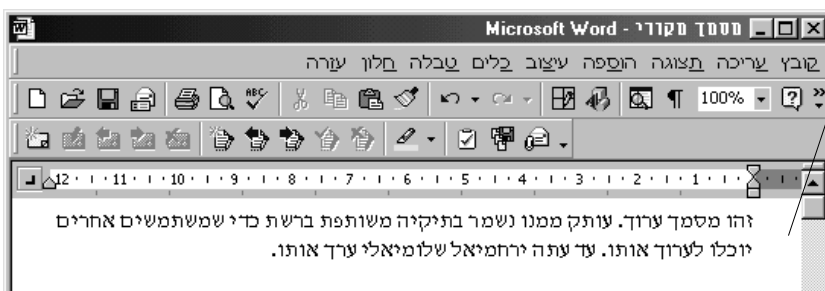 מסמך מקורי - Microsoft Word
קובץ עריכה תצוגה הוספה עיצוב כלים טבלה חלון עזרה
ABC 100%
12 11 10 9 8 7 6 5 4 3 2 1
זהו מסמך ערוך. עותק ממנו נשמר בתיקיה משותפת ברשת כדי שמשתמשים אחרים
יוכלו לערוך אותו. עד עתה ירחמיאל שלומיאלי ערך אותו.